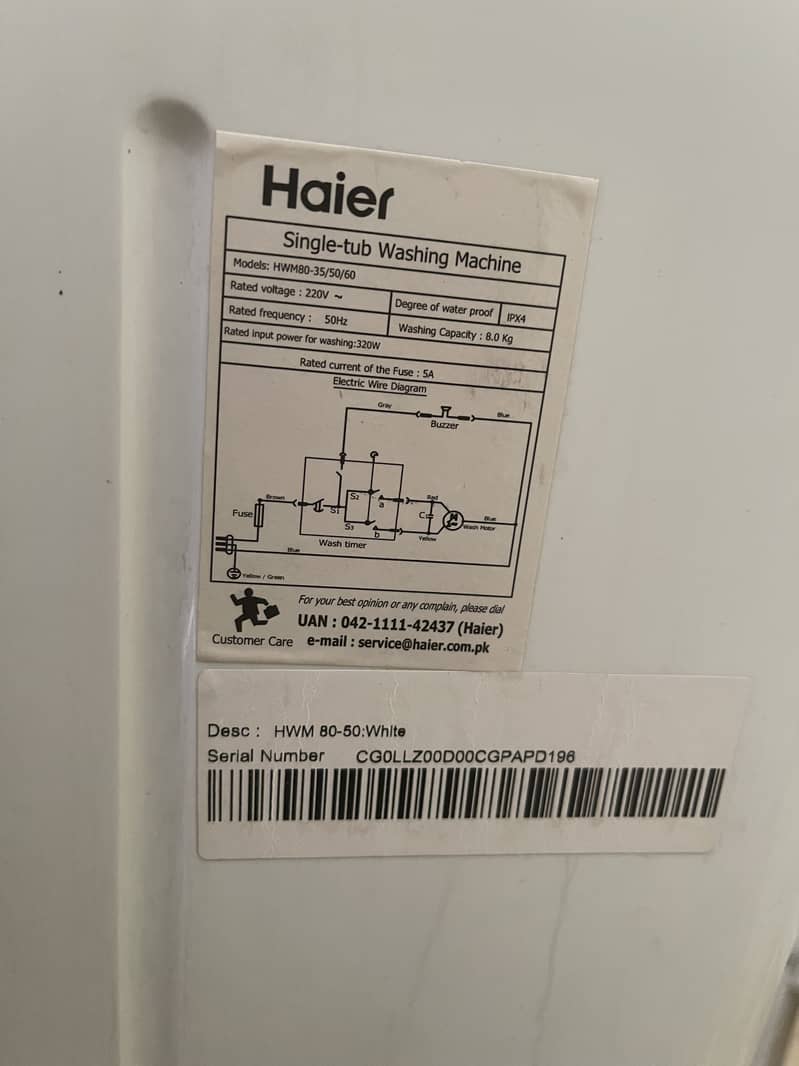 Haier
Single-tub Washing Machine
Models: HWM80-35/50/60
Rated voltage : 220V ~
Degree of water proof IPX4
Rated frequency : 50Hz
Washing Capacity : 8.0 Kg
Rated input power for washing:320W
Rated current of the Fuse : 5A
Electric Wire Diagram
Gray
Blue
Buzzer
Brown
S2
a
Red
Fuse
S1
C
M
Blue
Wash Motor
S3
b
Yellow
Wash timer
Blue
Yellow / Green
For your best opinion or any complain, please dial
UAN : 042-1111-42437 (Haier)
Customer Care e-mail : service@haier.com.pk
Desc : HWM 80-50:White
Serial Number CG0LLZ00D00CGPAPD196